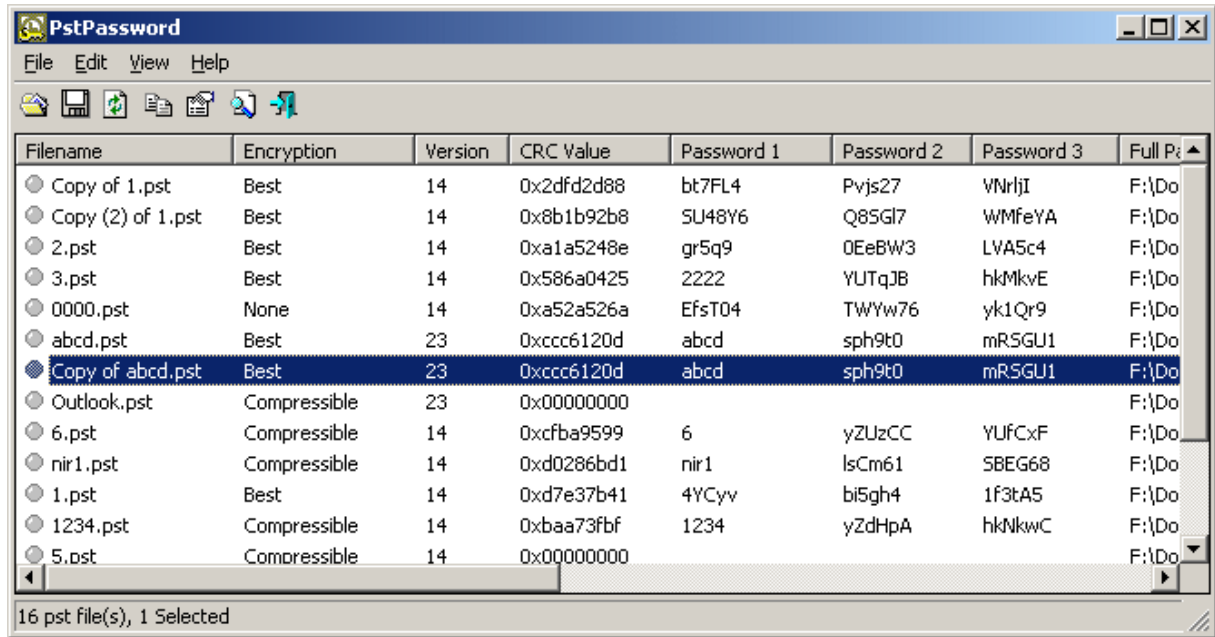 PstPassword
File Edit View Help
Filename Encryption Version CRC Value Password 1 Password 2 Password 3 Full Pa
Copy of 1.pst Best 14 0x2dfd2d88 bt7FL4 Pvjs27 VNrljI F:\Do
Copy (2) of 1.pst Best 14 0x8b1b92b8 SU48Y6 Q8SGl7 WMfeYA F:\Do
2.pst Best 14 0xa1a5248e gr5q9 0EeBW3 LVA5c4 F:\Do
3.pst Best 14 0x586a0425 2222 YUTqJB hkMkvE F:\Do
0000.pst None 14 0xa52a526a EfsT04 TWYw76 yk1Qr9 F:\Do
abcd.pst Best 23 0xccc6120d abcd sph9t0 mRSGU1 F:\Do
Copy of abcd.pst Best 23 0xccc6120d abcd sph9t0 mRSGU1 F:\Do
Outlook.pst Compressible 23 0x00000000 F:\Do
6.pst Compressible 14 0xcfba9599 6 yZUzCC YUfCxF F:\Do
nir1.pst Compressible 14 0xd0286bd1 nir1 lsCm61 SBEG68 F:\Do
1.pst Best 14 0xd7e37b41 4YCyv bi5gh4 1f3tA5 F:\Do
1234.pst Compressible 14 0xbaa73fbf 1234 yZdHpA hkNkwC F:\Do
5.pst Compressible 14 0x00000000 F:\Do
16 pst file(s), 1 Selected